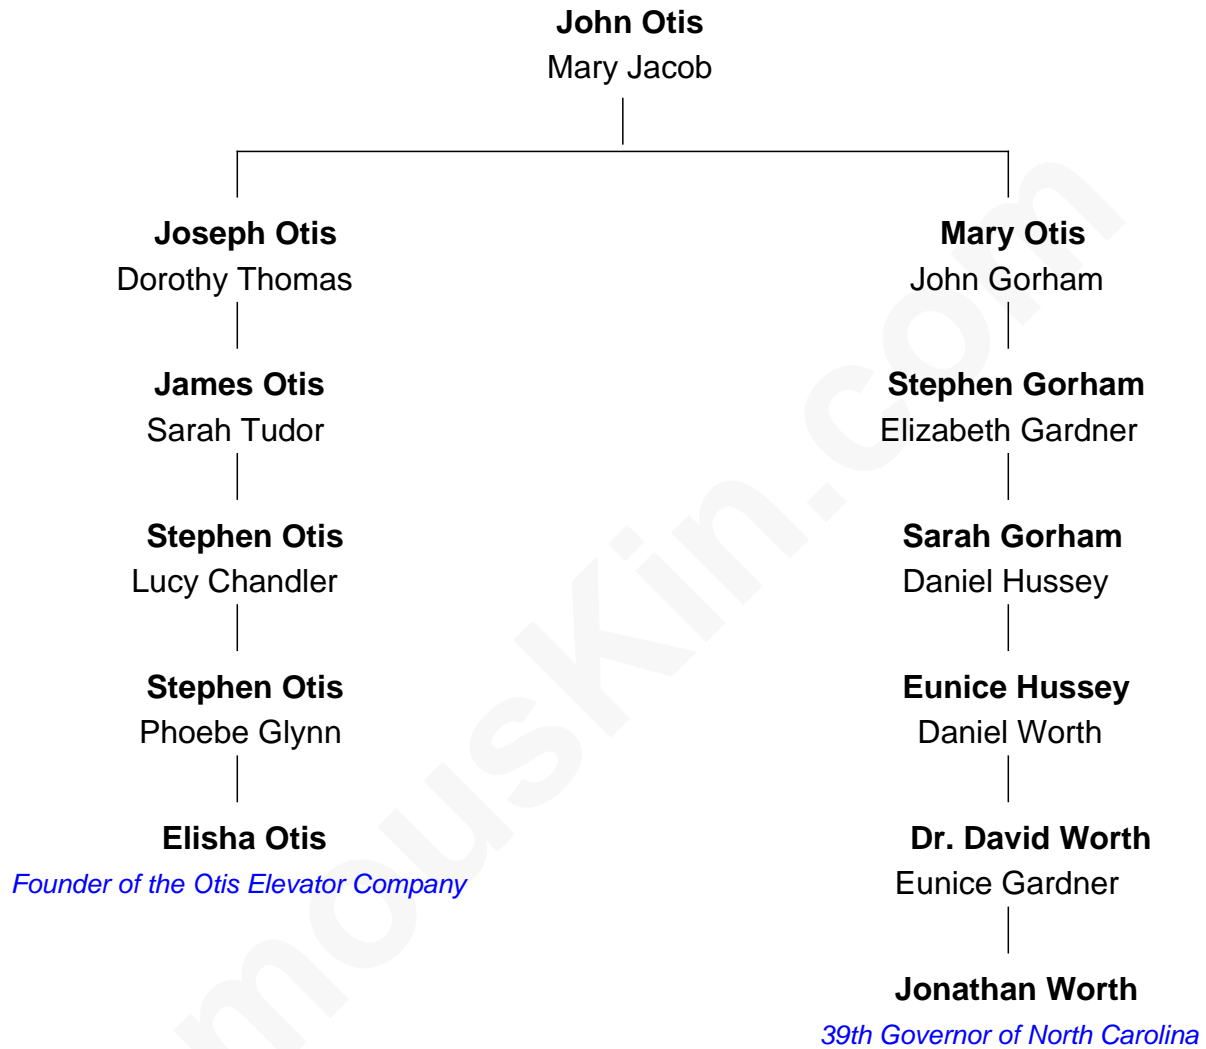 John Otis
Mary Jacob
Joseph Otis
Dorothy Thomas
James Otis
Sarah Tudor
Stephen Otis
Lucy Chandler
Stephen Otis
Phoebe Glynn
Elisha Otis
Founder of the Otis Elevator Company
Mary Otis
John Gorham
Stephen Gorham
Elizabeth Gardner
Sarah Gorham
Daniel Hussey
Eunice Hussey
Daniel Worth
Dr. David Worth
Eunice Gardner
Jonathan Worth
39th Governor of North Carolina
mouskin.com